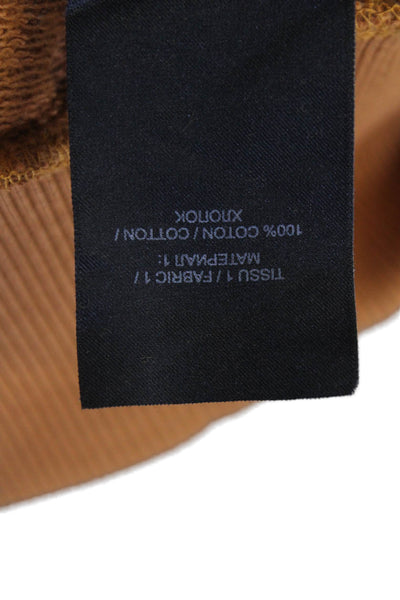 TISSU 1 / FABRIC 1 /
МАТЕРИАЛ 1:
100% COTON / COTTON /
ХЛОПОК